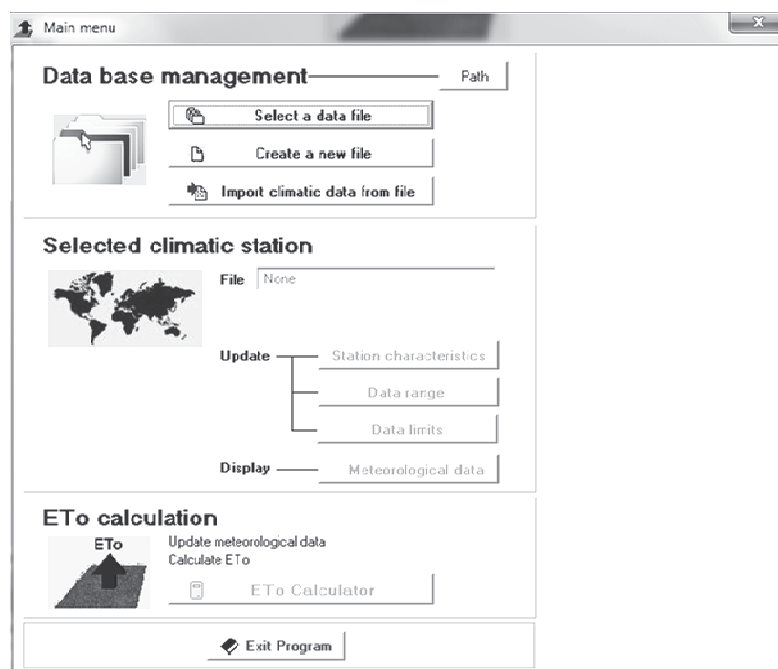 Main menu
x
Data base management
Path
Select a data file
Create a new file
Import climatic data from file
Selected climatic station
File None
Update Station characteristics
Data range
Data limits
Display Meteorological data
ETo calculation
ETo
Update meteorological data
Calculate ETo
ETo Calculator
Exit Program